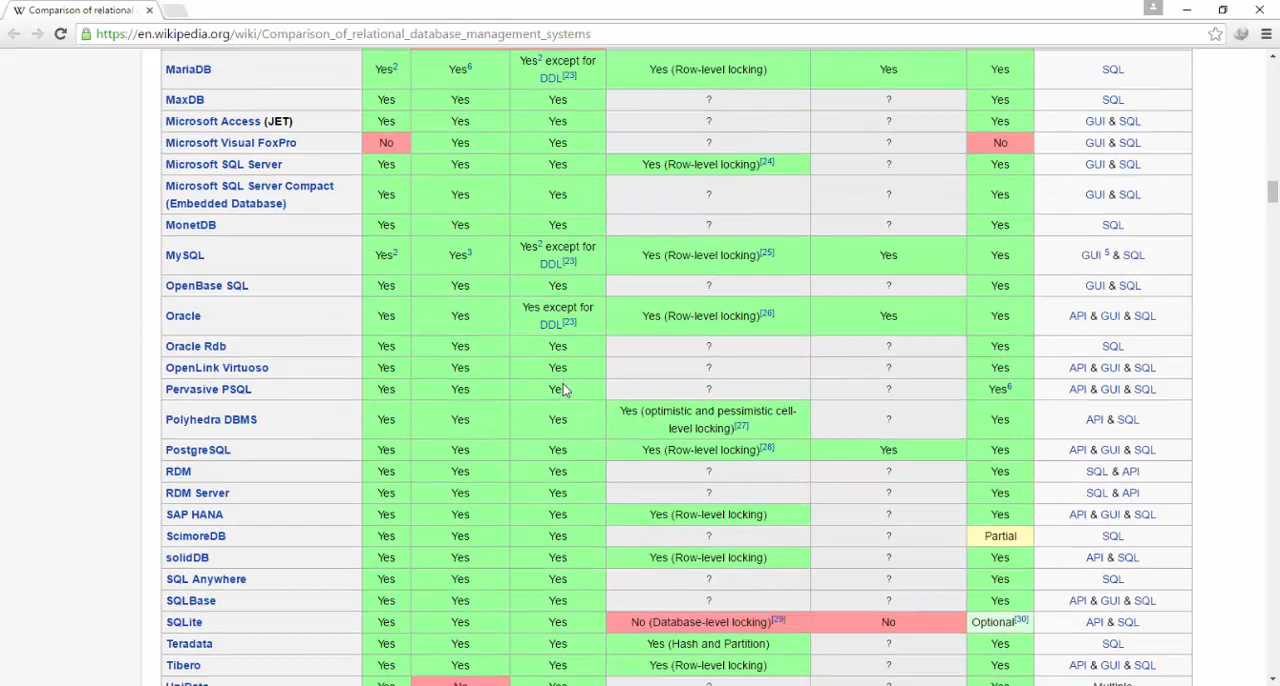 Comparison of relational
https://en.wikipedia.org/wiki/Comparison_of_relational_database_management_systems
MariaDB Yes2 Yes6 Yes2 except for DDL[23] Yes (Row-level locking) Yes Yes SQL
MaxDB Yes Yes Yes ? ? Yes SQL
Microsoft Access (JET) Yes Yes Yes ? ? Yes GUI & SQL
Microsoft Visual FoxPro No Yes Yes ? ? No GUI & SQL
Microsoft SQL Server Yes Yes Yes Yes (Row-level locking)[24] ? Yes GUI & SQL
Microsoft SQL Server Compact
(Embedded Database) Yes Yes Yes ? ? Yes GUI & SQL
MonetDB Yes Yes Yes ? ? Yes SQL
MySQL Yes2 Yes3 Yes2 except for DDL[23] Yes (Row-level locking)[25] Yes Yes GUI 5 & SQL
OpenBase SQL Yes Yes Yes ? ? Yes GUI & SQL
Oracle Yes Yes Yes except for DDL[23] Yes (Row-level locking)[26] Yes Yes API & GUI & SQL
Oracle Rdb Yes Yes Yes ? ? Yes SQL
OpenLink Virtuoso Yes Yes Yes ? ? Yes API & GUI & SQL
Pervasive PSQL Yes Yes Yes ? ? Yes6 API & GUI & SQL
Polyhedra DBMS Yes Yes Yes Yes (optimistic and pessimistic cell-
level locking)[27] ? Yes API & SQL
PostgreSQL Yes Yes Yes Yes (Row-level locking)[28] Yes Yes API & GUI & SQL
RDM Yes Yes Yes ? ? Yes SQL & API
RDM Server Yes Yes Yes ? ? Yes SQL & API
SAP HANA Yes Yes Yes Yes (Row-level locking) ? Yes API & GUI & SQL
ScimoreDB Yes Yes Yes ? ? Partial SQL
solidDB Yes Yes Yes Yes (Row-level locking) ? Yes API & SQL
SQL Anywhere Yes Yes Yes ? ? Yes SQL
SQLBase Yes Yes Yes ? ? Yes API & GUI & SQL
SQLite Yes Yes Yes No (Database-level locking)[29] No Optional[30] API & SQL
Teradata Yes Yes Yes Yes (Hash and Partition) ? Yes SQL
Tibero Yes Yes Yes Yes (Row-level locking) ? Yes API & GUI & SQL
UniData Yes No Yes ? ? Yes Multiple